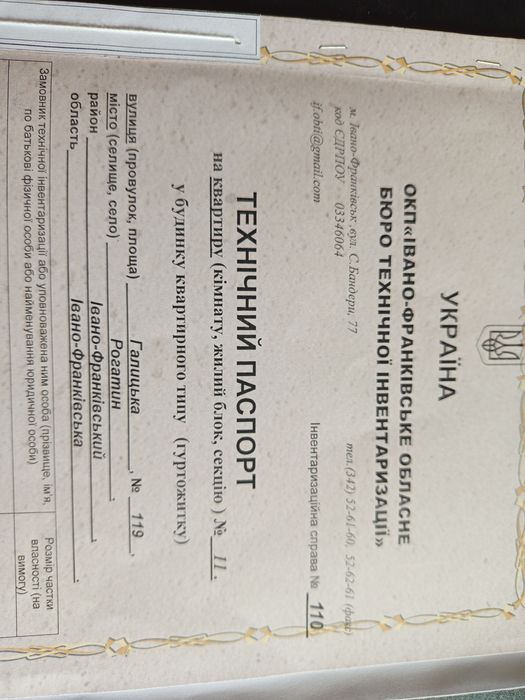 УКРАЇНА
ОКП«ІВАНО-ФРАНКІВСЬКЕ ОБЛАСНЕ
БЮРО ТЕХНІЧНОЇ ІНВЕНТАРИЗАЦІЇ»
м. Івано-Франківськ ,вул. С.Бандери, 77 тел.(342) 52-61-60, 52-62-61 (факс)
код ЄДРПОУ 03346064
if.obti@gmail.com
Інвентаризаційна справа № 110
ТЕХНІЧНИЙ ПАСПОРТ
на квартиру (кімнату, жилий блок, секцію ) № 11 .
у будинку квартирного типу (гуртожитку)
вулиця (провулок, площа) Галицька , № 119 .
місто (селище, село) Рогатин .
район Івано-Франківський .
область Івано-Франківська .
Замовник технічної інвентаризації або уповноважена ним особа (прізвище, ім'я,
по батькові фізичної особи або найменування юридичної особи)
Розмір частки
власності (на
вимогу)